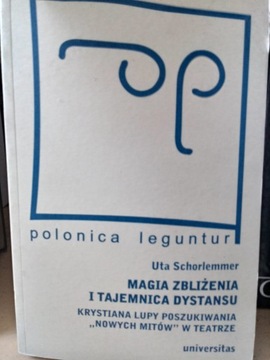 polonica leguntur
Uta Schorlemmer
MAGIA ZBLIŻENIA
I TAJEMNICA DYSTANSU
KRYSTIANA LUPY POSZUKIWANIA
„NOWYCH MITÓW” W TEATRZE
universitas